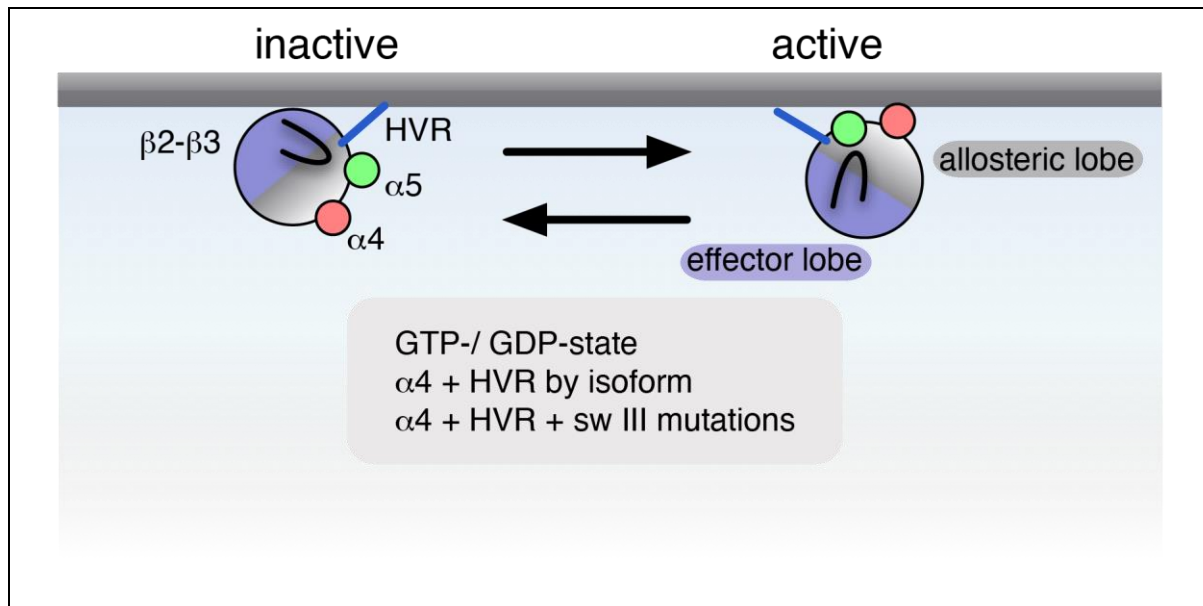 inactive
active
β2-β3
HVR
α5
α4
allosteric lobe
effector lobe
GTP-/ GDP-state
α4 + HVR by isoform
α4 + HVR + sw III mutations